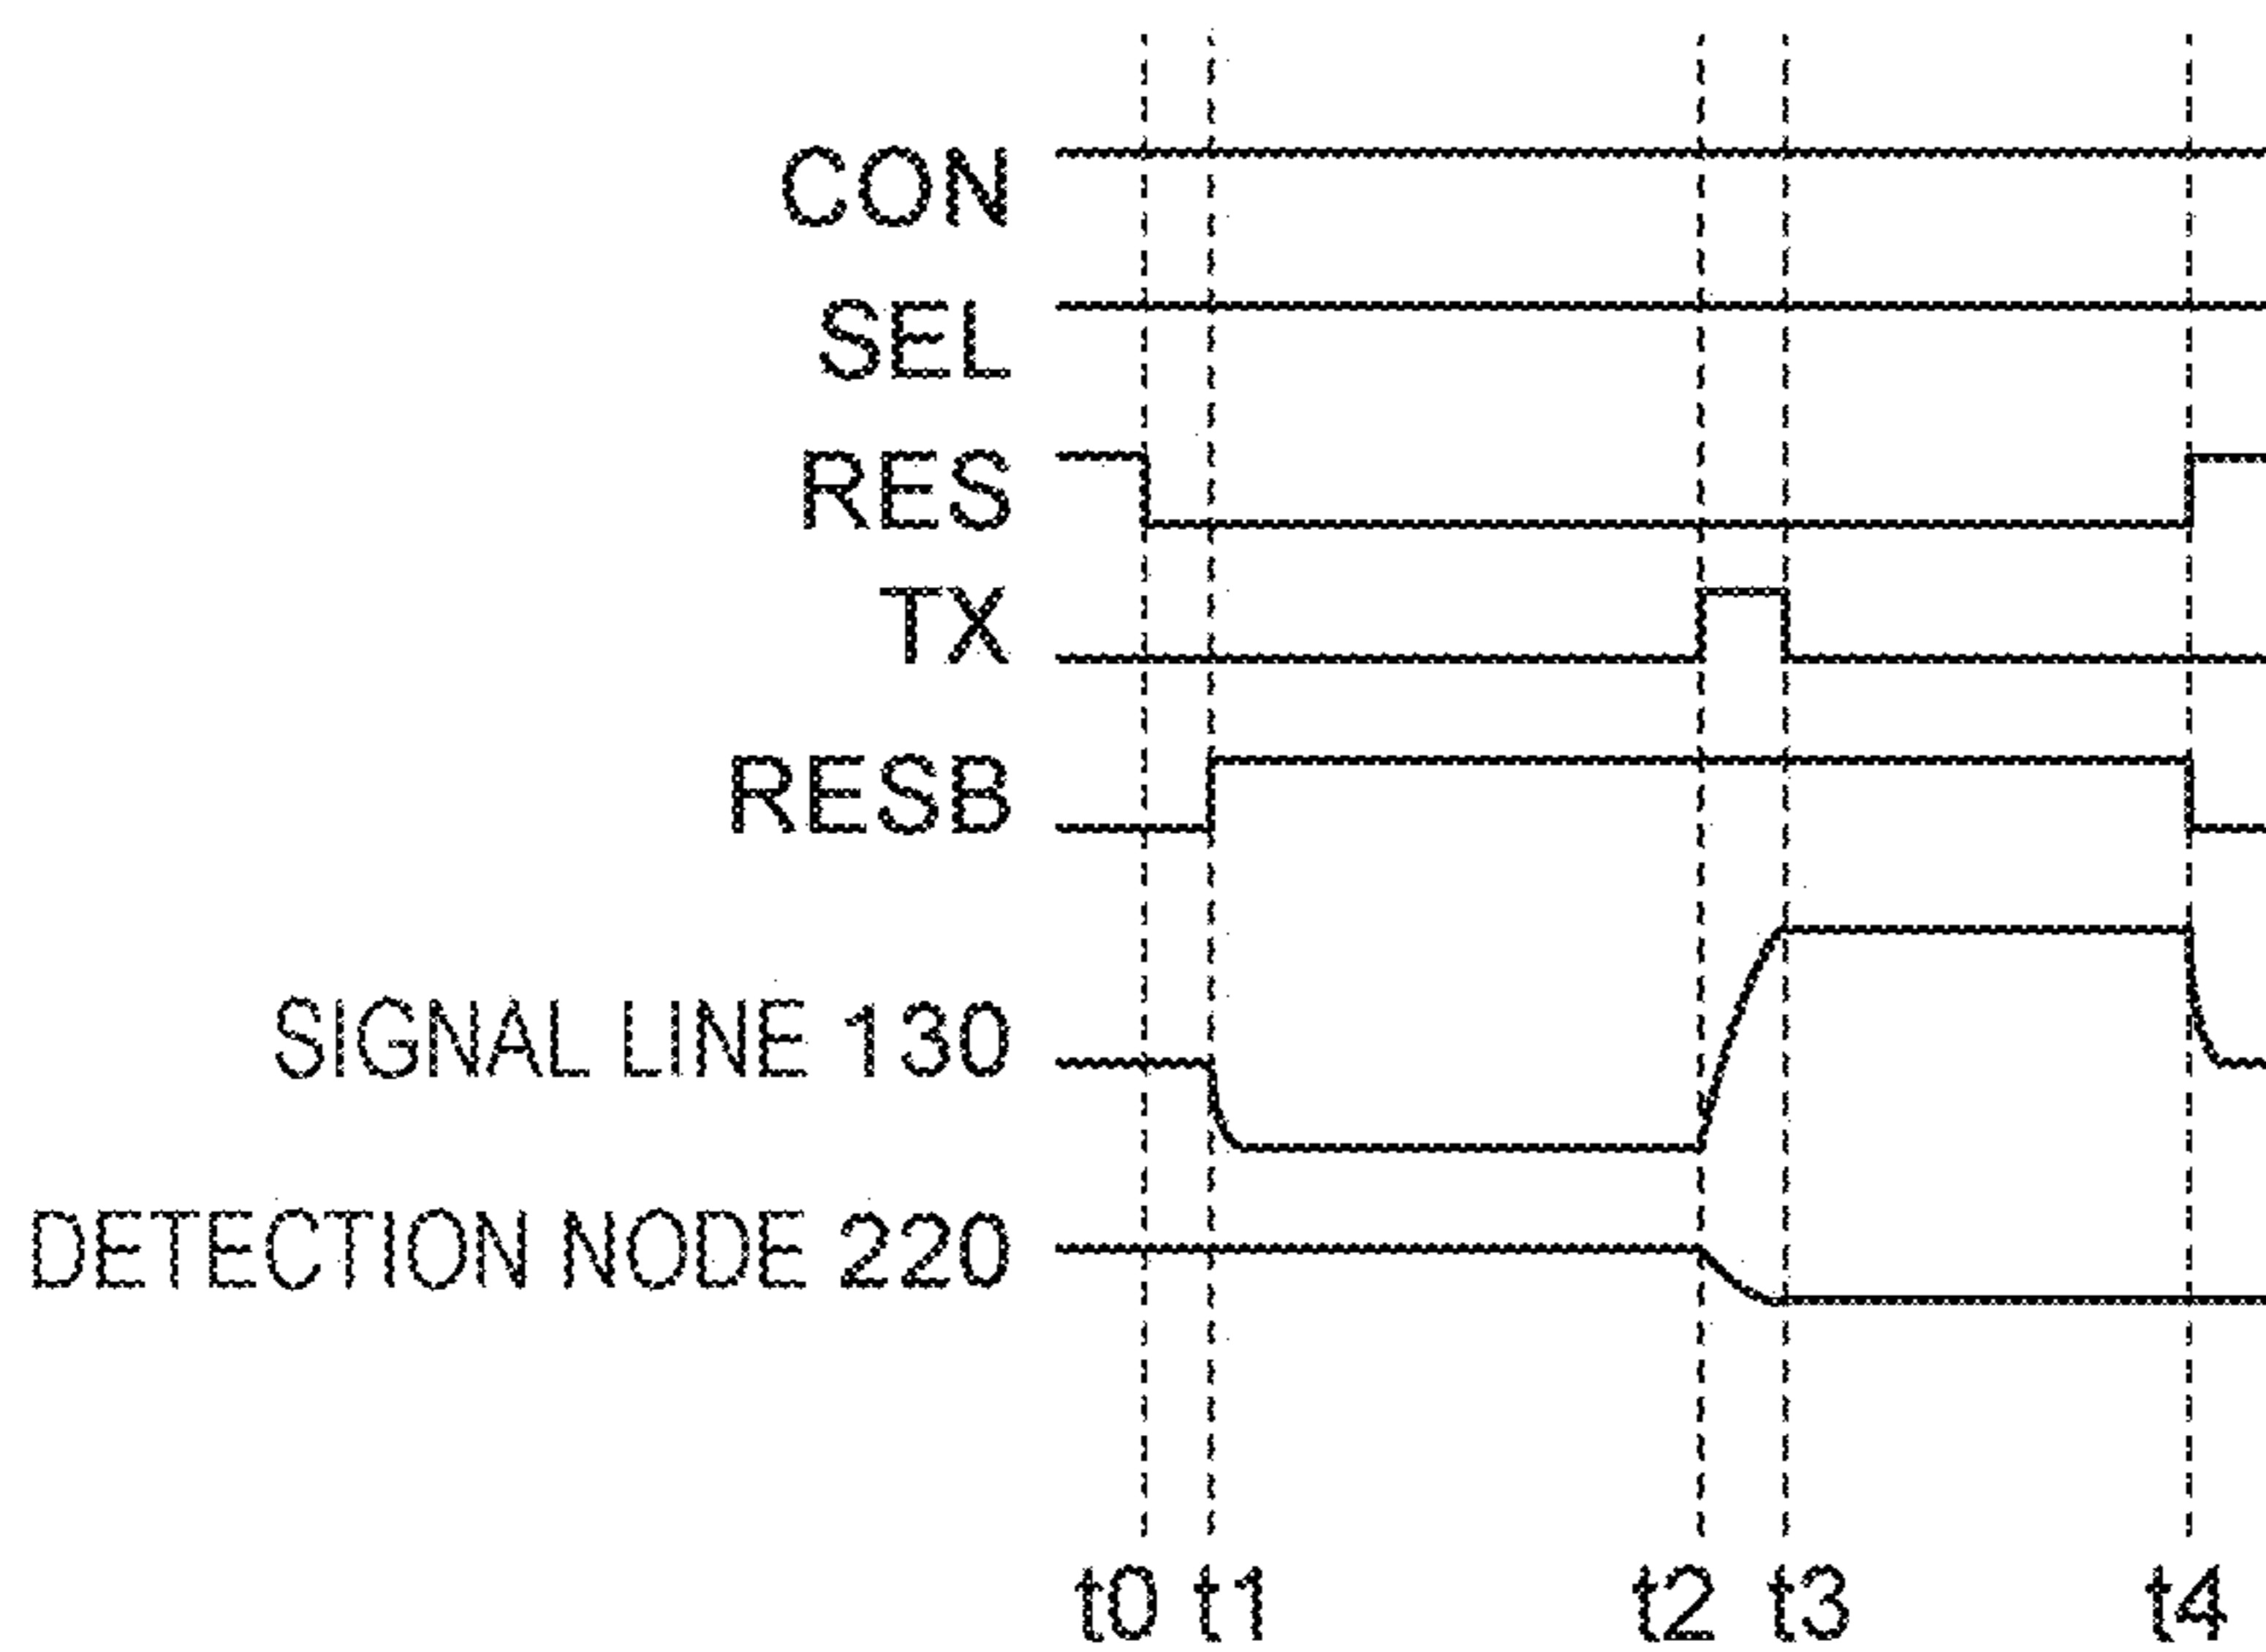 CON
SEL
RES
TX
RESB
SIGNAL LINE 130
DETECTION NODE 220
t0 t1 t2 t3 t4